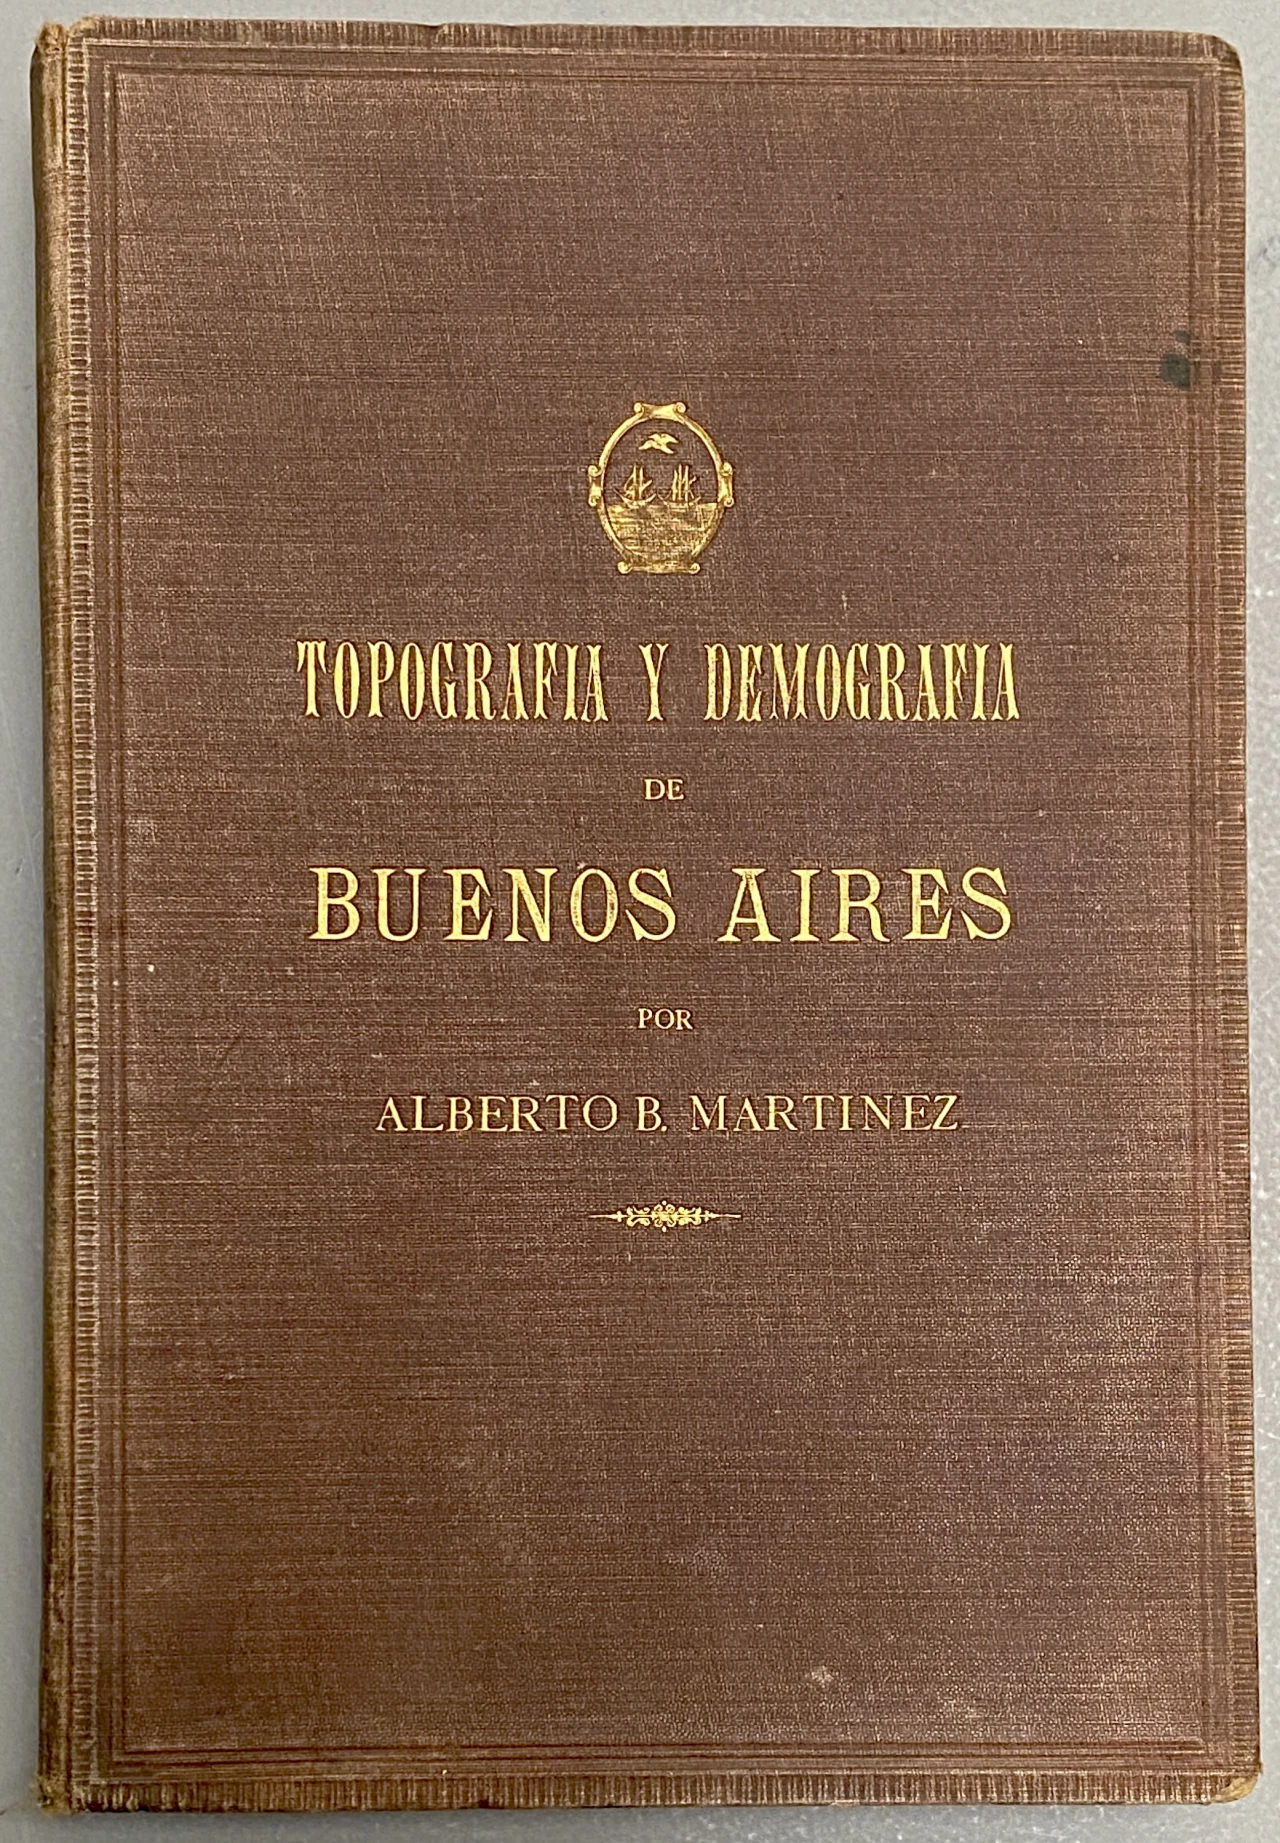 TOPOGRAFIA Y DEMOGRAFIA
DE
BUENOS AIRES
POR
ALBERTO B. MARTINEZ